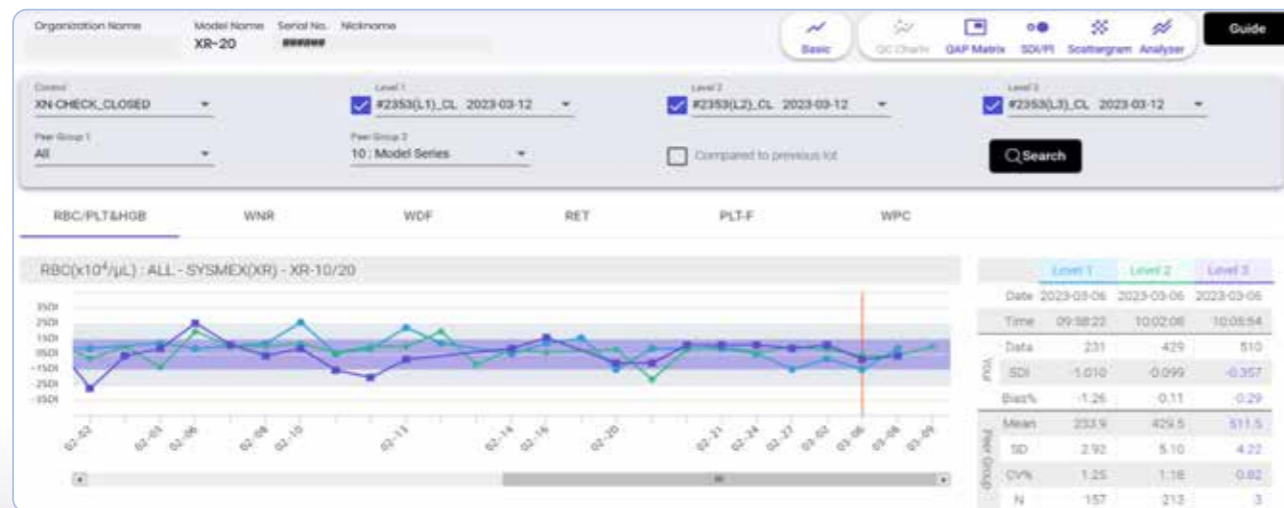 Organization Name Model Name Serial No. Nickname
XR-20 ######
Basic QC Charts QAP Matrix SDI/PI Scattergram Analyzer Guide
Control Level 1 Level 2 Level 3
XN-CHECK_CLOSED #2353(L1)_CL 2023-03-12 #2353(L2)_CL 2023-03-12 #2353(L3)_CL 2023-03-12
Peer Group 1 Peer Group 2
All 10 : Model Series Compared to previous lot Search
RBC/PLT&HGB WNR WDF RET PLT-F WPC
RBC(x10⁴/µL) : ALL - SYSMEX(XR) - XR-10/20
3SDI
2SDI
1SDI
0SDI
-1SDI
-2SDI
-3SDI
02-02 02-03 02-06 02-10 02-14 02-16 02-20 02-21 02-24 02-27 03-02 03-06 03-08 03-09
Level 1 Level 2 Level 3
Date 2023-03-06 2023-03-06 2023-03-06
Time 09:58:22 10:02:08 10:05:54
Your
Data 231 429 510
SDI -1.010 -0.099 -0.357
Bias% -1.26 -0.11 -0.29
Peer Group
Mean 233.9 429.5 511.5
SD 2.92 5.10 4.22
CV% 1.25 1.18 0.82
N 157 213 3